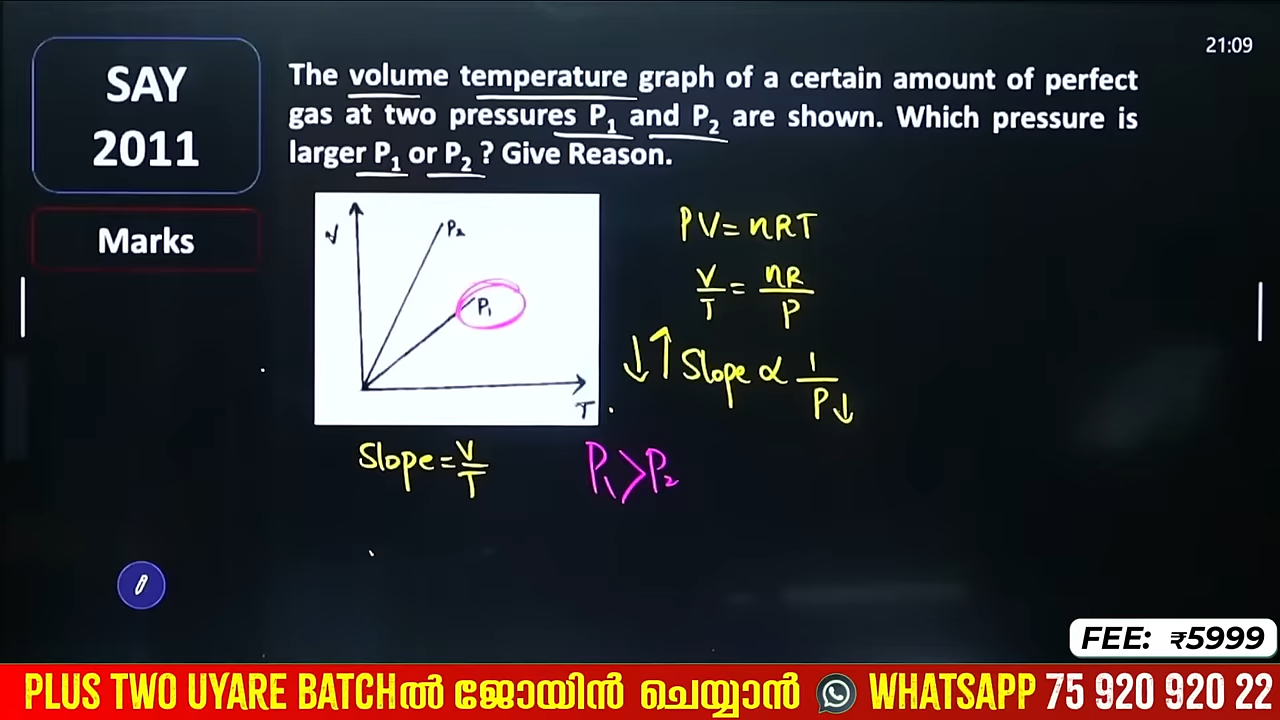 21:09
SAY
2011
Marks
The volume temperature graph of a certain amount of perfect
gas at two pressures P₁ and P₂ are shown. Which pressure is
larger P₁ or P₂ ? Give Reason.
V
P₂
P₁
T
PV = nRT
V/T = nR/P
↓↑ Slope ∝ 1/P↓
Slope = V/T
P₁ > P₂
FEE: ₹5999
PLUS TWO UYARE BATCHൽ ജോയിൻ ചെയ്യാൻ WHATSAPP 75 920 920 22